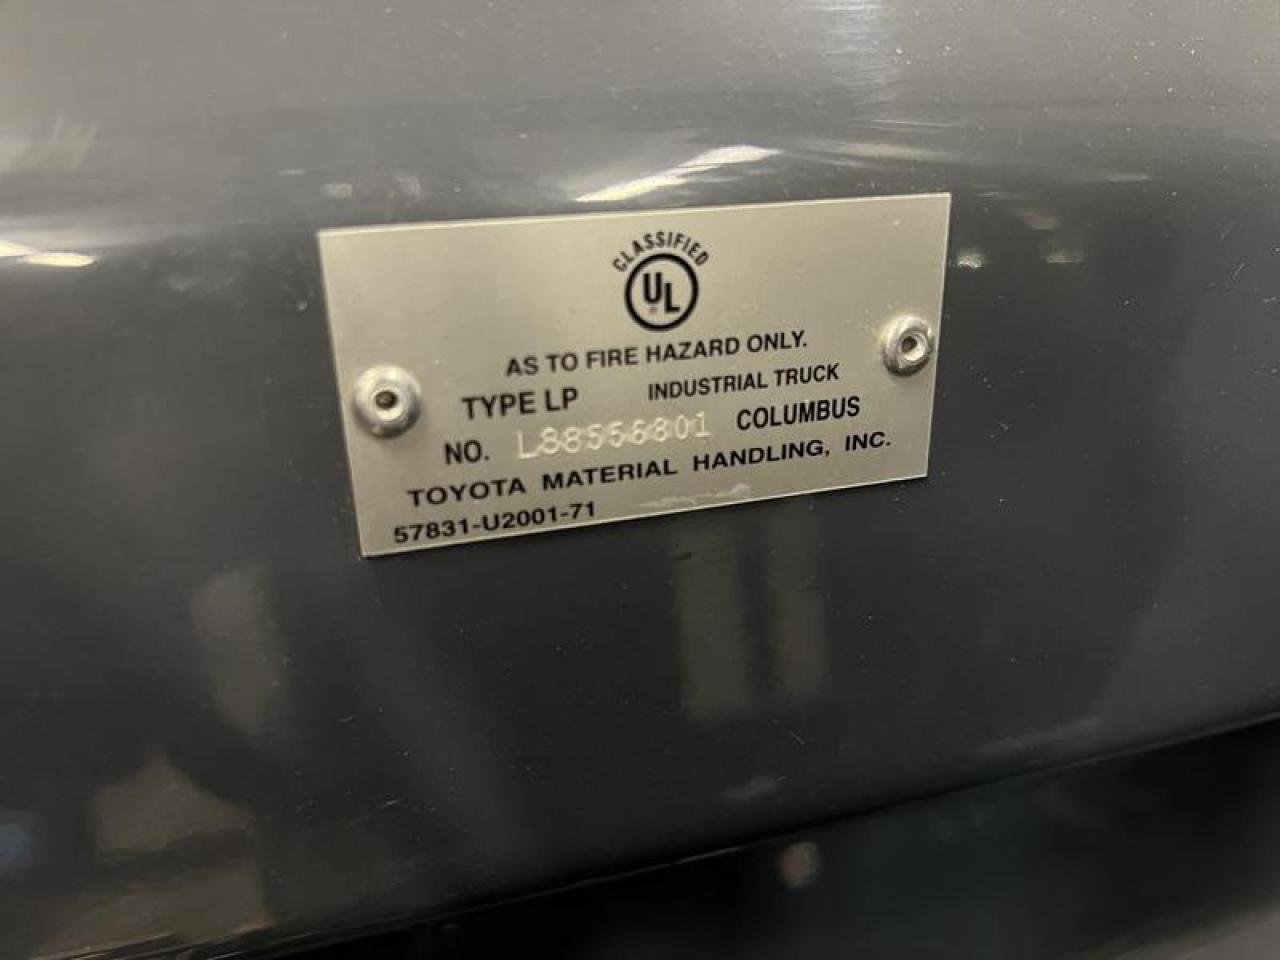 CLASSIFIED
UL
AS TO FIRE HAZARD ONLY.
TYPE LP INDUSTRIAL TRUCK
NO. L88556801 COLUMBUS
TOYOTA MATERIAL HANDLING, INC.
57831-U2001-71